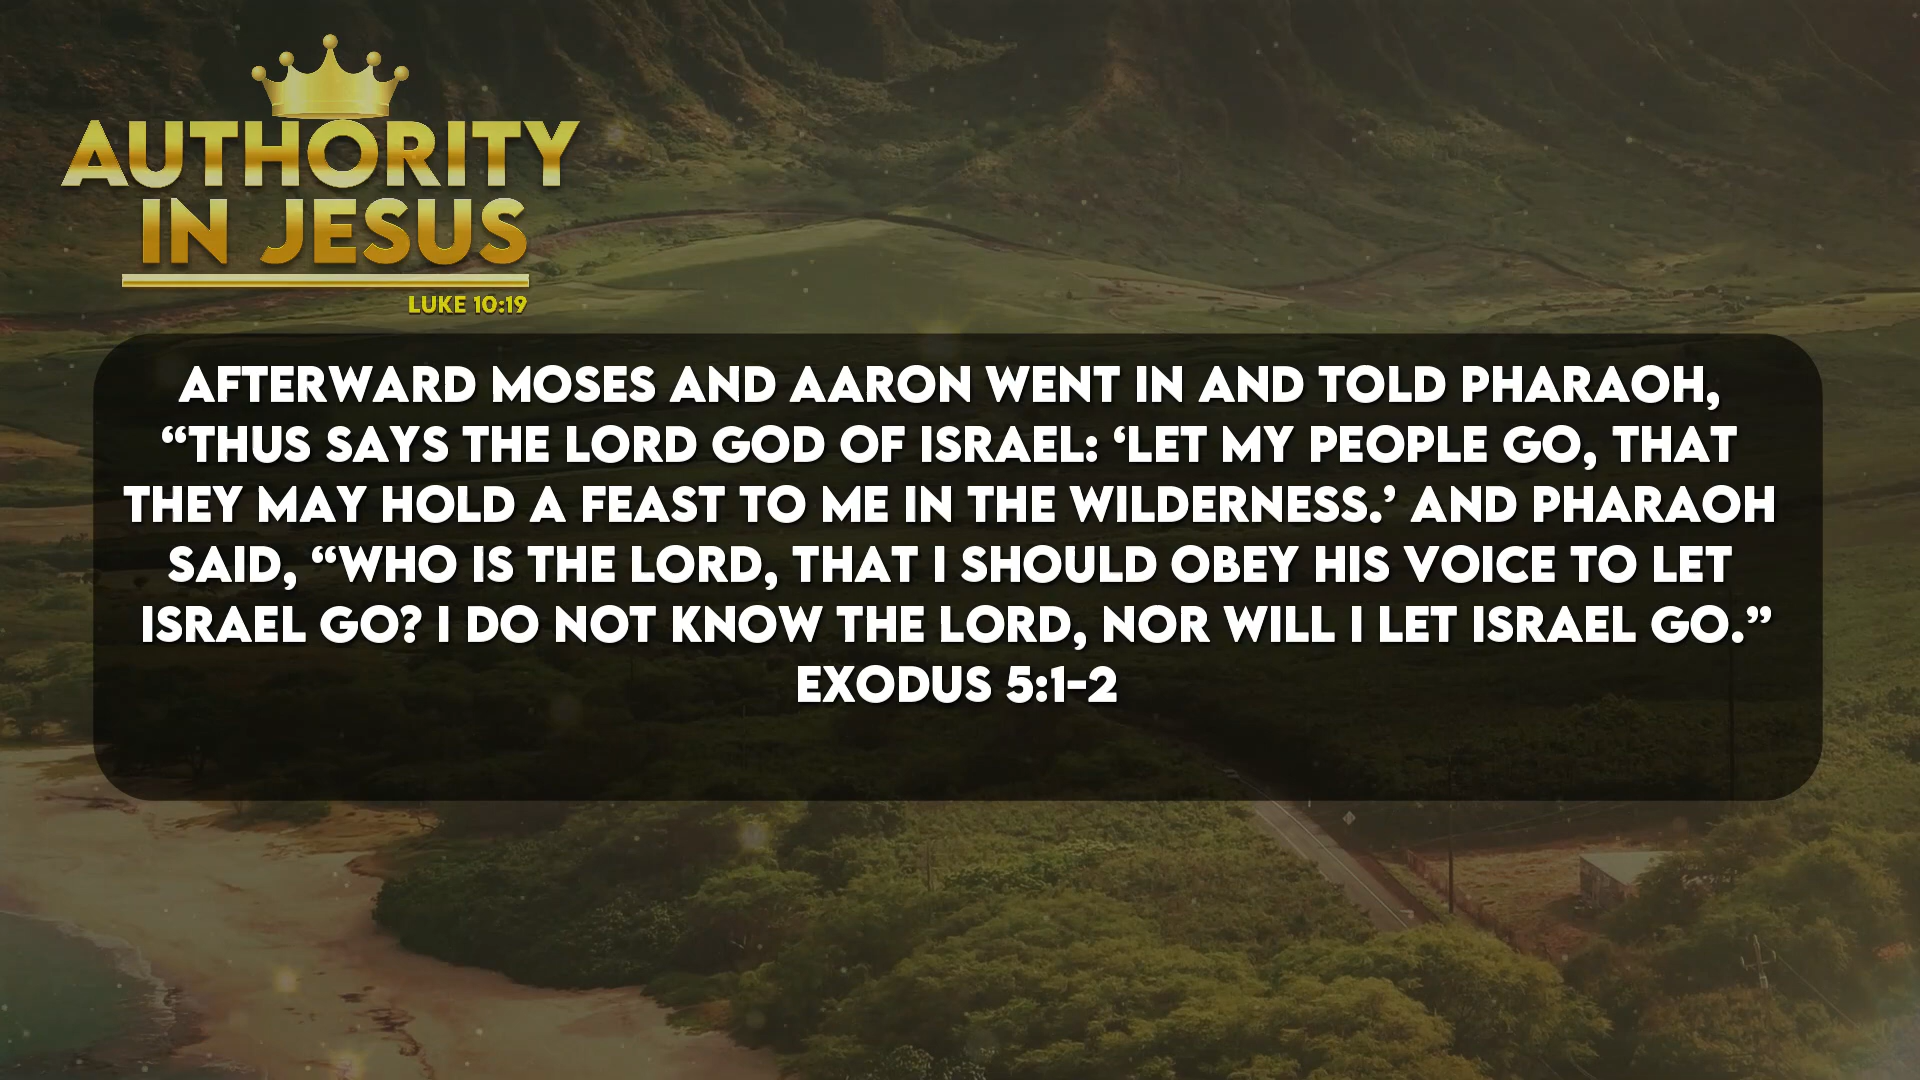 AUTHORITY
IN JESUS
LUKE 10:19
AFTERWARD MOSES AND AARON WENT IN AND TOLD PHARAOH,
“THUS SAYS THE LORD GOD OF ISRAEL: ‘LET MY PEOPLE GO, THAT
THEY MAY HOLD A FEAST TO ME IN THE WILDERNESS.’ AND PHARAOH
SAID, “WHO IS THE LORD, THAT I SHOULD OBEY HIS VOICE TO LET
ISRAEL GO? I DO NOT KNOW THE LORD, NOR WILL I LET ISRAEL GO.”
EXODUS 5:1-2